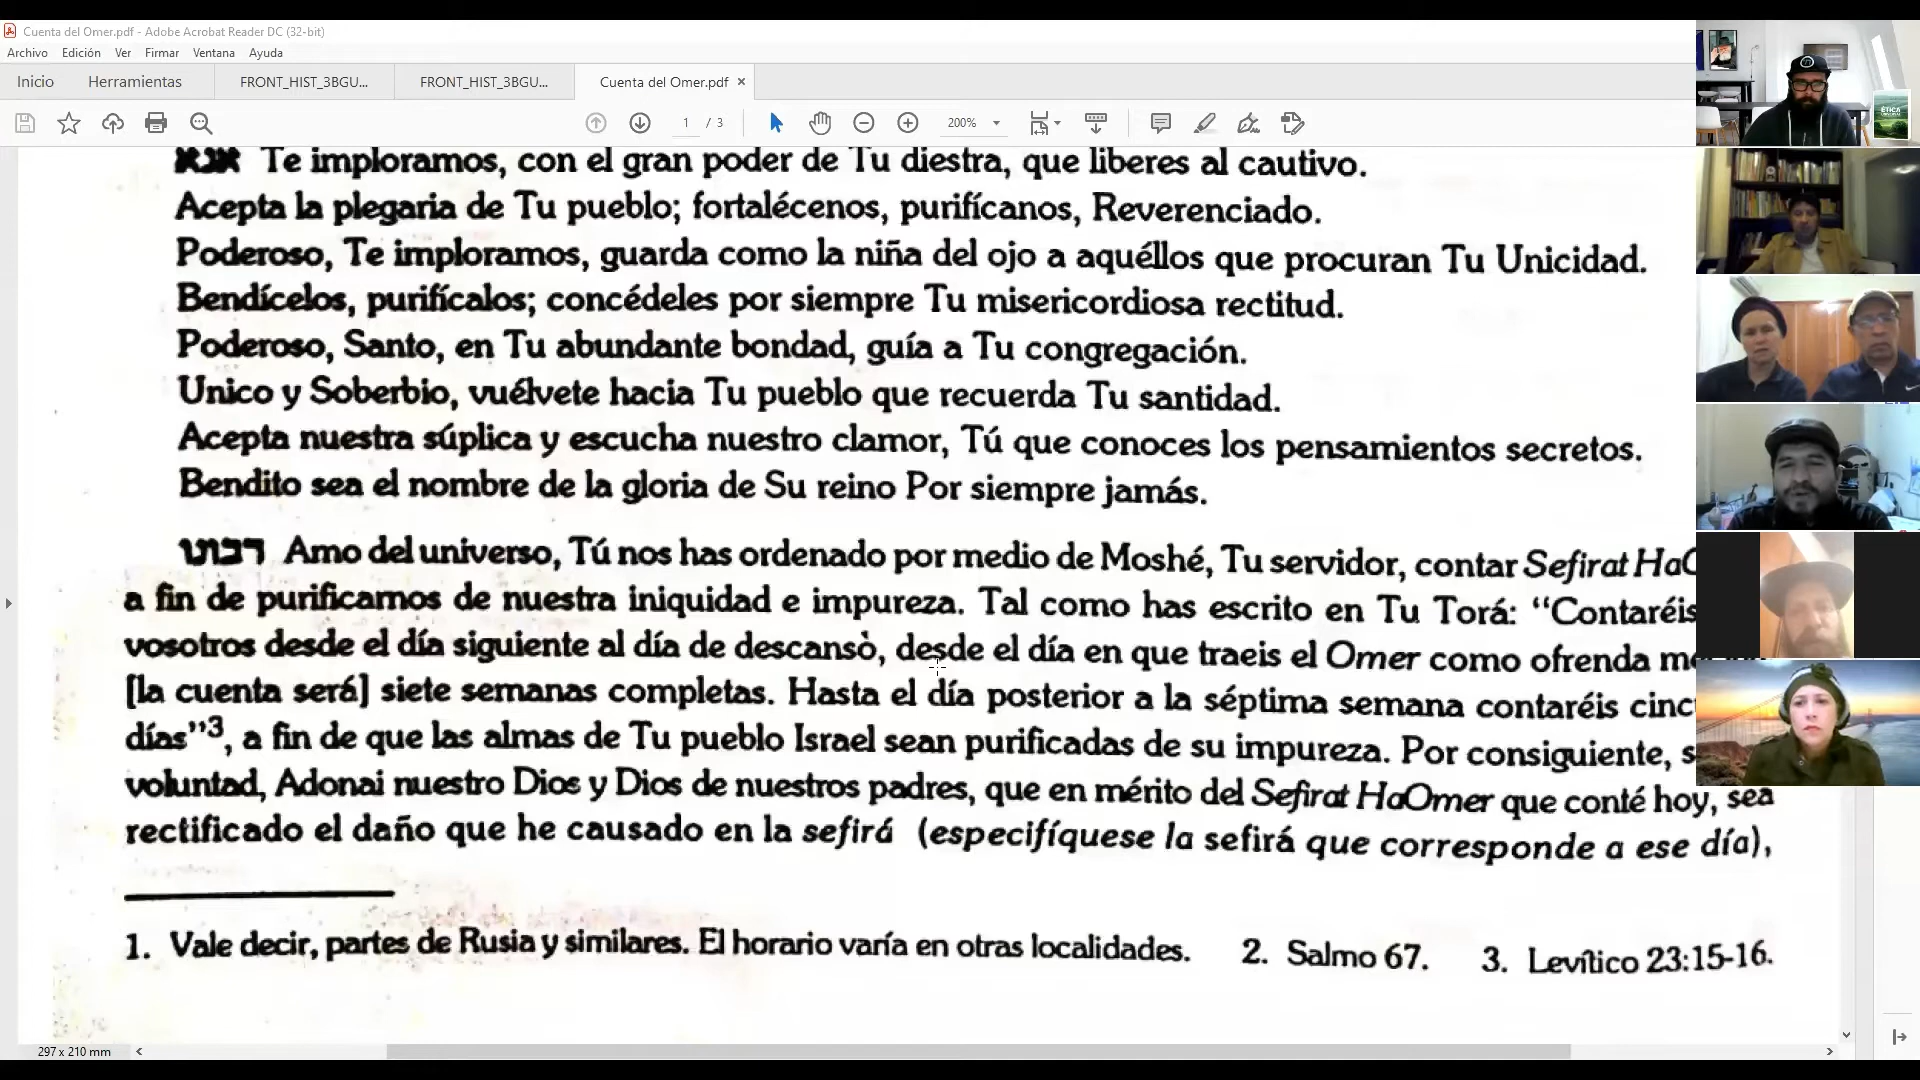 Cuenta del Omer.pdf - Adobe Acrobat Reader DC (32-bit)
Archivo Edición Ver Firmar Ventana Ayuda
Inicio Herramientas FRONT_HIST_3BGU... FRONT_HIST_3BGU... Cuenta del Omer.pdf ×
1 / 3 200%
אנא Te imploramos, con el gran poder de Tu diestra, que liberes al cautivo.
Acepta la plegaria de Tu pueblo; fortalécenos, purifícanos, Reverenciado.
Poderoso, Te imploramos, guarda como la niña del ojo a aquéllos que procuran Tu Unicidad.
Bendícelos, purifícalos; concédeles por siempre Tu misericordiosa rectitud.
Poderoso, Santo, en Tu abundante bondad, guía a Tu congregación.
Unico y Soberbio, vuélvete hacia Tu pueblo que recuerda Tu santidad.
Acepta nuestra súplica y escucha nuestro clamor, Tú que conoces los pensamientos secretos.
Bendito sea el nombre de la gloria de Su reino Por siempre jamás.
רבונו Amo del universo, Tú nos has ordenado por medio de Moshé, Tu servidor, contar Sefirat
a fin de purificarnos de nuestra iniquidad e impureza. Tal como has escrito en Tu Torá: “Contaréis
vosotros desde el día siguiente al día de descanso, desde el día en que traeis el Omer como ofrenda
[la cuenta será] siete semanas completas. Hasta el día posterior a la séptima semana contaréis
días”3, a fin de que las almas de Tu pueblo Israel sean purificadas de su impureza. Por consiguiente,
voluntad, Adonai nuestro Dios y Dios de nuestros padres, que en mérito del Sefirat HaOmer que conté hoy, sea
rectificado el daño que he causado en la sefirá (especifíquese la sefirá que corresponde a ese día),
1. Vale decir, partes de Rusia y similares. El horario varía en otras localidades. 2. Salmo 67. 3. Levítico 23:15-16.
297 x 210 mm
ÉTICA